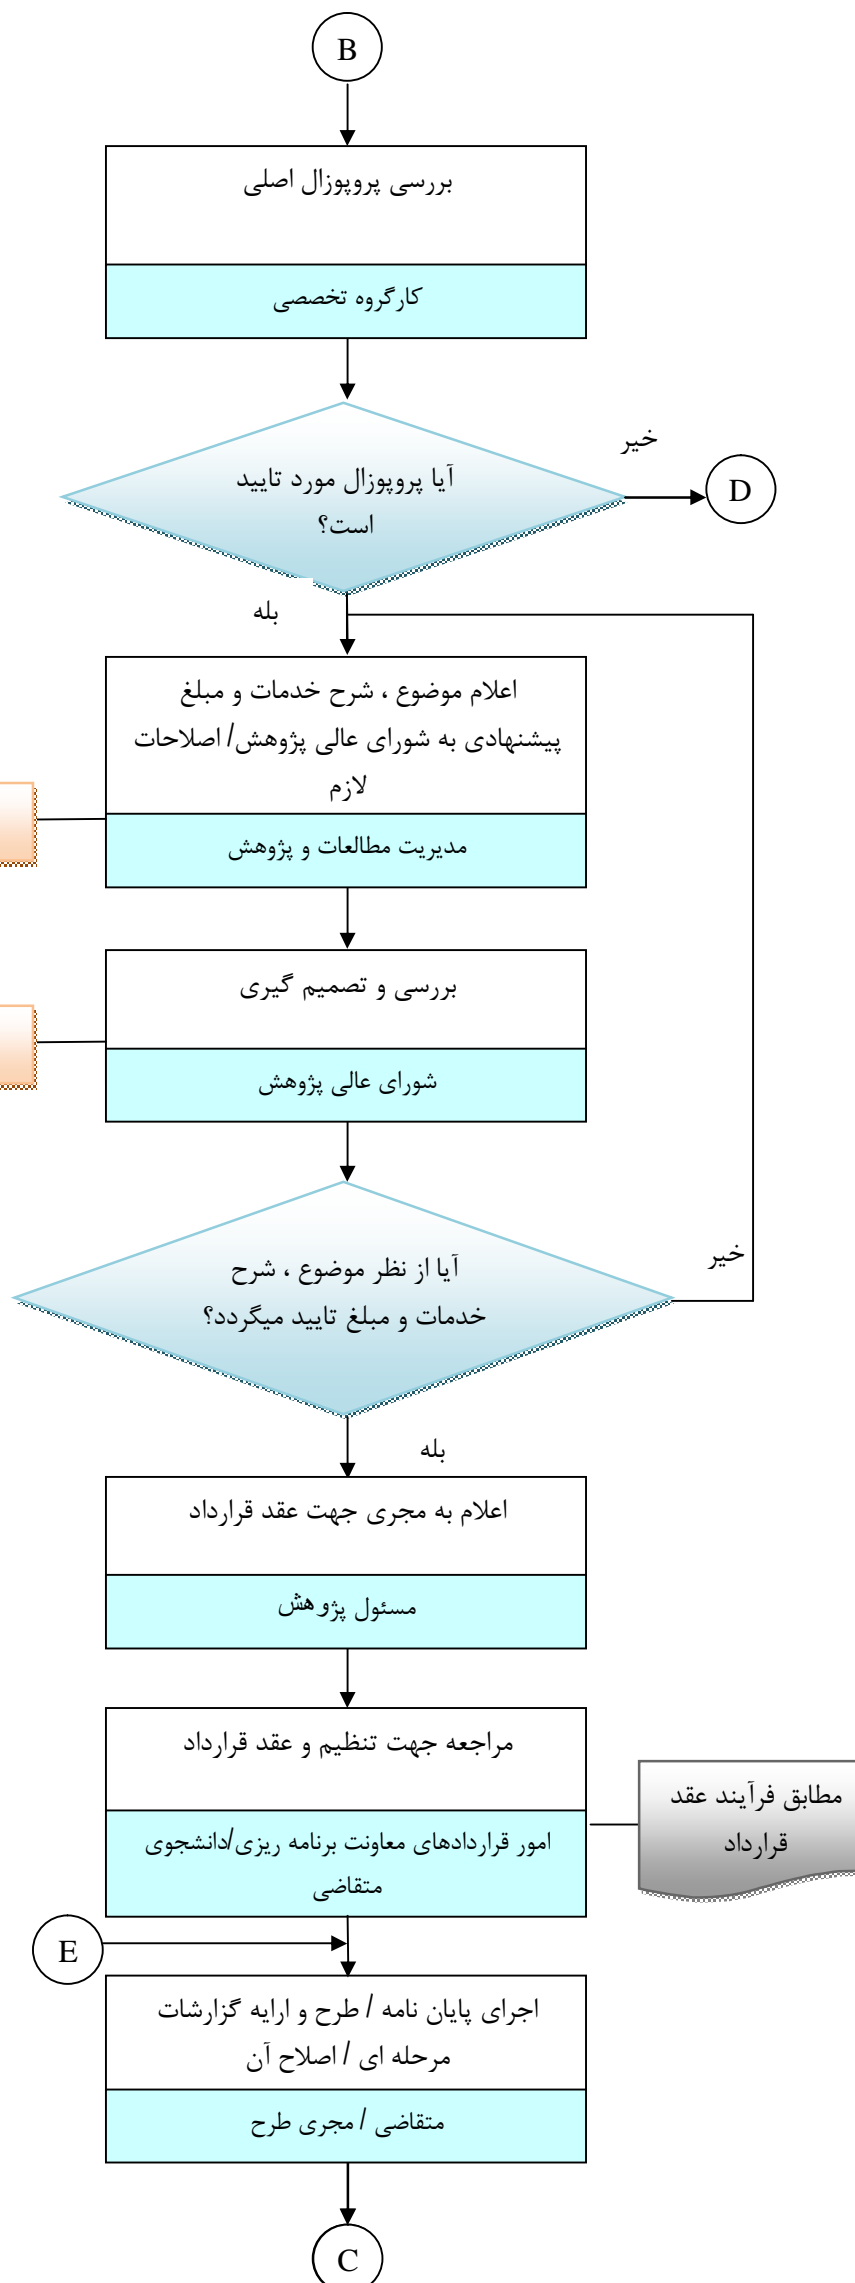 B
بررسی پروپوزال اصلی
کارگروه تخصصی
آیا پروپوزال مورد تایید
است؟
خیر
D
بله
اعلام موضوع ، شرح خدمات و مبلغ
پیشنهادی به شورای عالی پژوهش/ اصلاحات
لازم
مدیریت مطالعات و پژوهش
بررسی و تصمیم گیری
شورای عالی پژوهش
آیا از نظر موضوع ، شرح
خدمات و مبلغ تایید میگردد؟
خیر
بله
اعلام به مجری جهت عقد قرارداد
مسئول پژوهش
مراجعه جهت تنظیم و عقد قرارداد
امور قراردادهای معاونت برنامه ریزی/دانشجوی
متقاضی
مطابق فرآیند عقد
قرارداد
E
اجرای پایان نامه / طرح و ارایه گزارشات
مرحله ای / اصلاح آن
متقاضی / مجری طرح
C